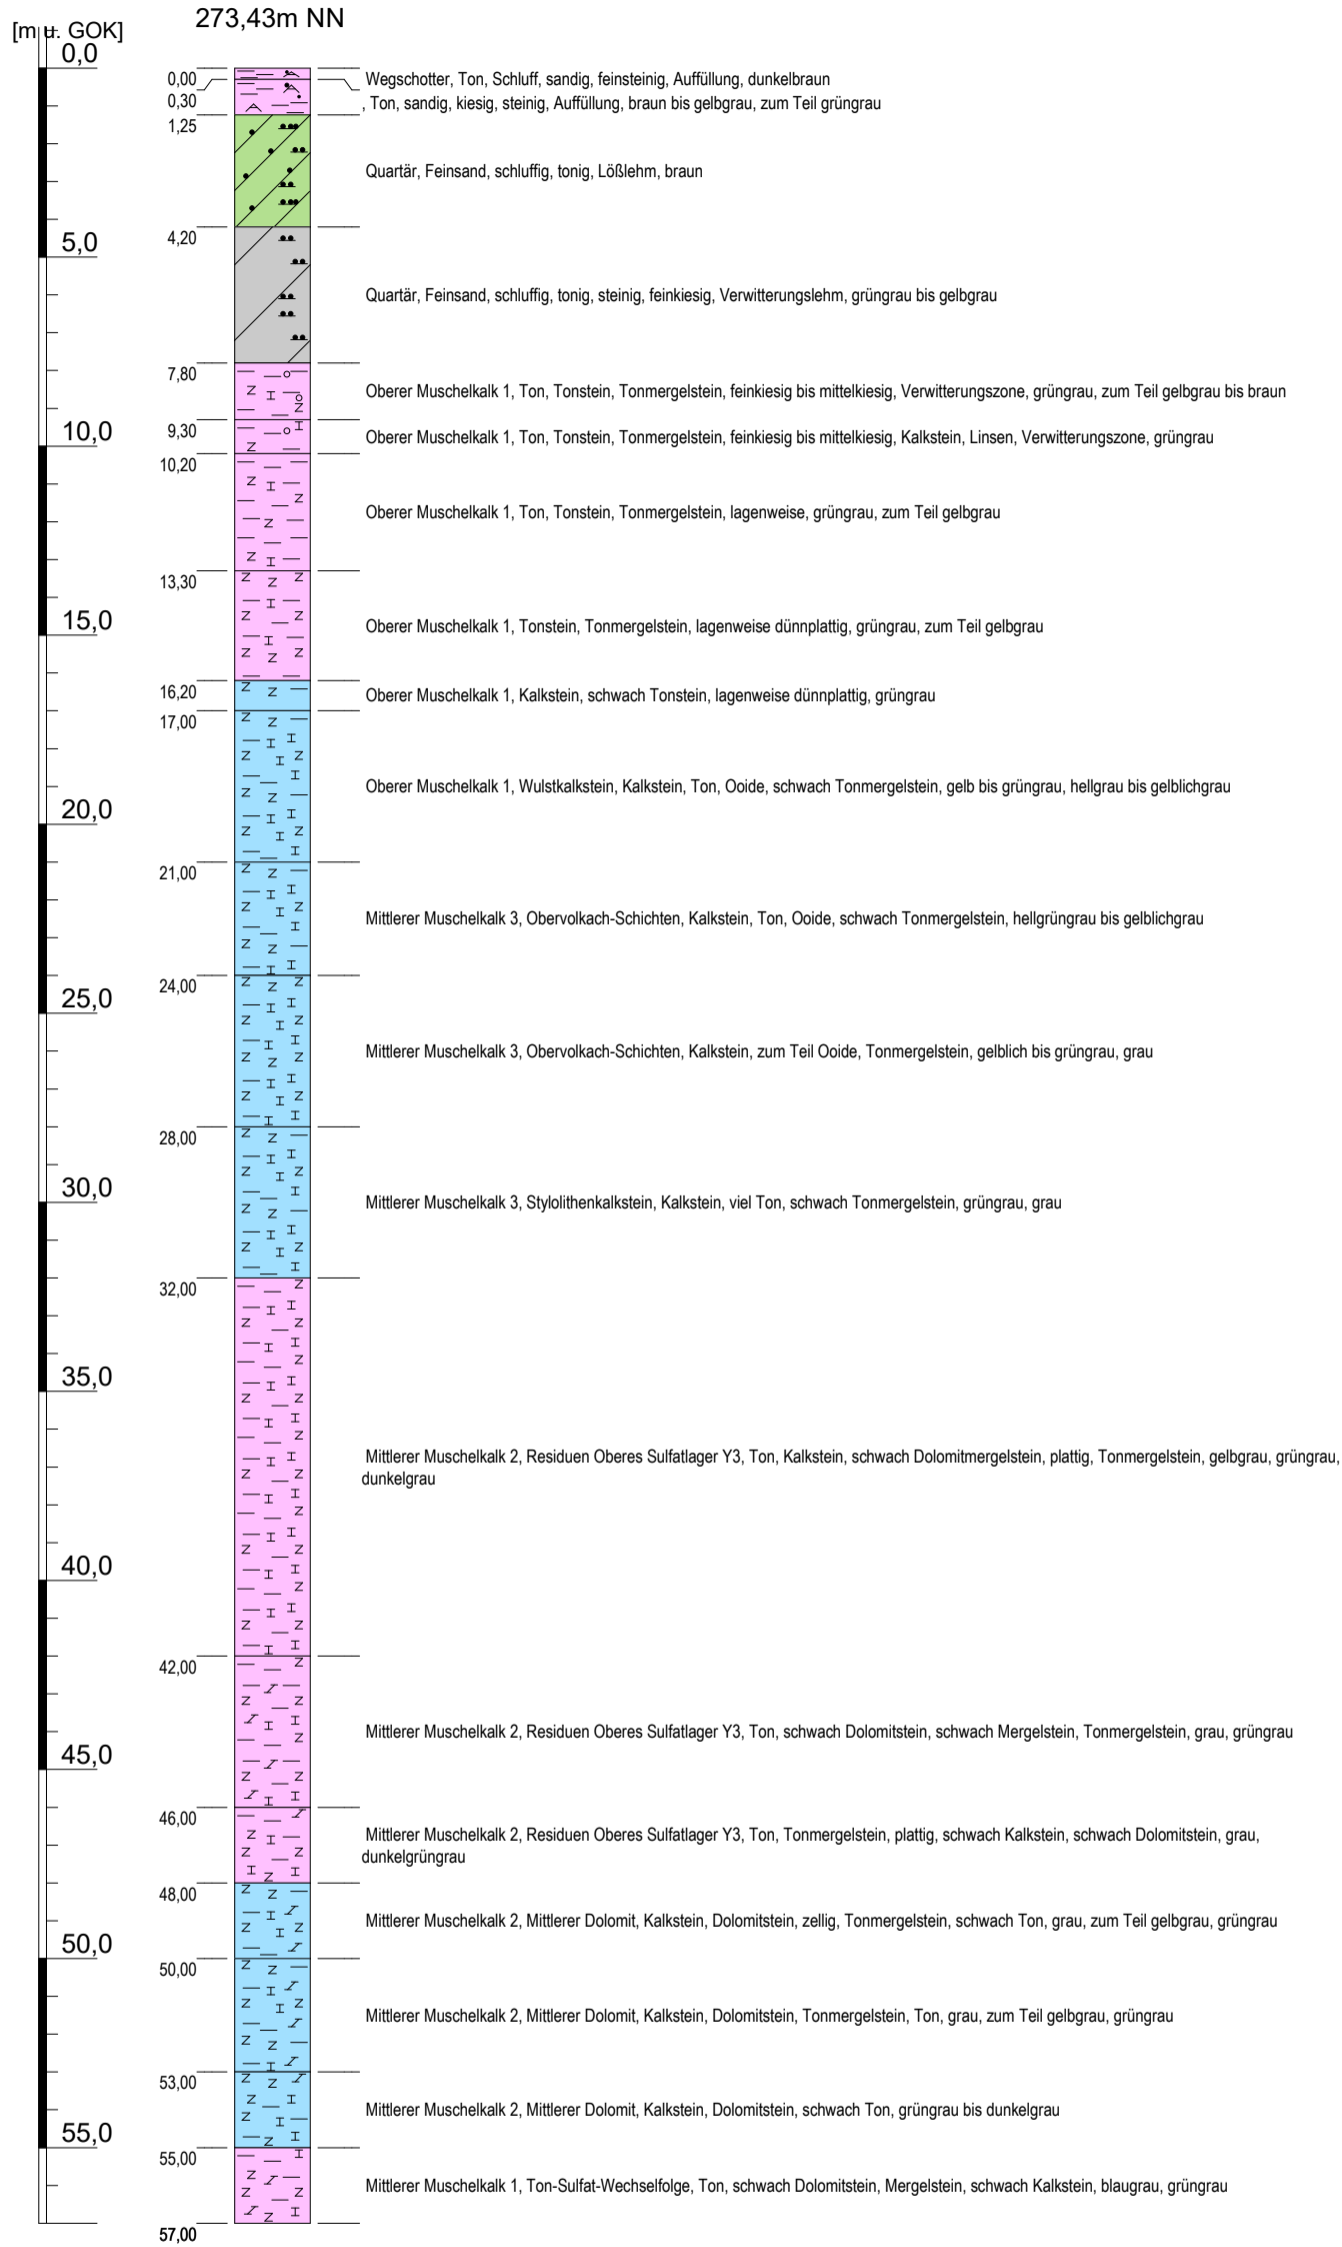 273,43m NN
[m u. GOK]
0,0
0,00
Wegschotter, Ton, Schluff, sandig, feinsteinig, Auffüllung, dunkelbraun
0,30
, Ton, sandig, kiesig, steinig, Auffüllung, braun bis gelbgrau, zum Teil grüngrau
1,25
Quartär, Feinsand, schluffig, tonig, Lößlehm, braun
4,20
5,0
Quartär, Feinsand, schluffig, tonig, steinig, feinkiesig, Verwitterungslehm, grüngrau bis gelbgrau
7,80
Oberer Muschelkalk 1, Ton, Tonstein, Tonmergelstein, feinkiesig bis mittelkiesig, Verwitterungszone, grüngrau, zum Teil gelbgrau bis braun
9,30
10,0
Oberer Muschelkalk 1, Ton, Tonstein, Tonmergelstein, feinkiesig bis mittelkiesig, Kalkstein, Linsen, Verwitterungszone, grüngrau
10,20
Oberer Muschelkalk 1, Ton, Tonstein, Tonmergelstein, lagenweise, grüngrau, zum Teil gelbgrau
13,30
15,0
Oberer Muschelkalk 1, Tonstein, Tonmergelstein, lagenweise dünnplattig, grüngrau, zum Teil gelbgrau
16,20
Oberer Muschelkalk 1, Kalkstein, schwach Tonstein, lagenweise dünnplattig, grüngrau
17,00
Oberer Muschelkalk 1, Wulstkalkstein, Kalkstein, Ton, Ooide, schwach Tonmergelstein, gelb bis grüngrau, hellgrau bis gelblichgrau
20,0
21,00
Mittlerer Muschelkalk 3, Obervolkach-Schichten, Kalkstein, Ton, Ooide, schwach Tonmergelstein, hellgrüngrau bis gelblichgrau
24,00
25,0
Mittlerer Muschelkalk 3, Obervolkach-Schichten, Kalkstein, zum Teil Ooide, Tonmergelstein, gelblich bis grüngrau, grau
28,00
30,0
Mittlerer Muschelkalk 3, Stylolithenkalkstein, Kalkstein, viel Ton, schwach Tonmergelstein, grüngrau, grau
32,00
35,0
Mittlerer Muschelkalk 2, Residuen Oberes Sulfatlager Y3, Ton, Kalkstein, schwach Dolomitmergelstein, plattig, Tonmergelstein, gelbgrau, grüngrau,
dunkelgrau
40,0
42,00
Mittlerer Muschelkalk 2, Residuen Oberes Sulfatlager Y3, Ton, schwach Dolomitstein, schwach Mergelstein, Tonmergelstein, grau, grüngrau
45,0
46,00
Mittlerer Muschelkalk 2, Residuen Oberes Sulfatlager Y3, Ton, Tonmergelstein, plattig, schwach Kalkstein, schwach Dolomitstein, grau,
dunkelgrüngrau
48,00
Mittlerer Muschelkalk 2, Mittlerer Dolomit, Kalkstein, Dolomitstein, zellig, Tonmergelstein, schwach Ton, grau, zum Teil gelbgrau, grüngrau
50,0
50,00
Mittlerer Muschelkalk 2, Mittlerer Dolomit, Kalkstein, Dolomitstein, Tonmergelstein, Ton, grau, zum Teil gelbgrau, grüngrau
53,00
Mittlerer Muschelkalk 2, Mittlerer Dolomit, Kalkstein, Dolomitstein, schwach Ton, grüngrau bis dunkelgrau
55,0
55,00
Mittlerer Muschelkalk 1, Ton-Sulfat-Wechselfolge, Ton, schwach Dolomitstein, Mergelstein, schwach Kalkstein, blaugrau, grüngrau
57,00